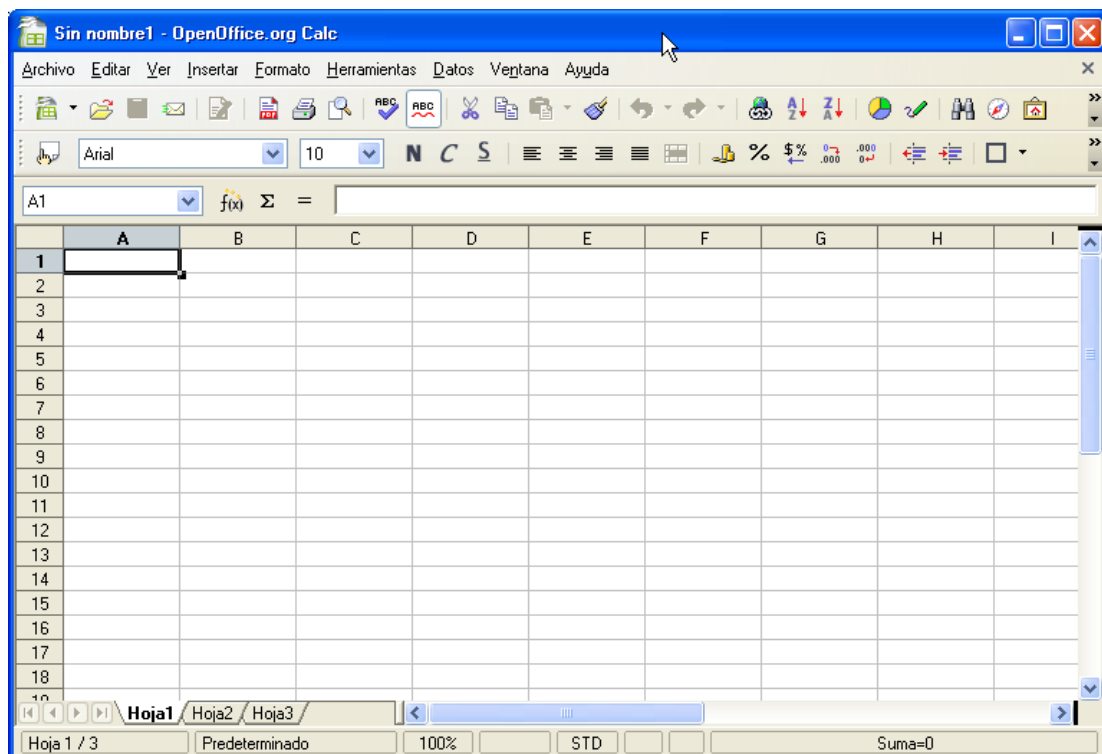 Sin nombre1 - OpenOffice.org Calc
Archivo Editar Ver Insertar Formato Herramientas Datos Ventana Ayuda
Arial 10 N C S
A1 f(x) Σ =
A B C D E F G H I
1
2
3
4
5
6
7
8
9
10
11
12
13
14
15
16
17
18
19
Hoja1 Hoja2 Hoja3
Hoja 1 / 3 Predeterminado 100% STD Suma=0